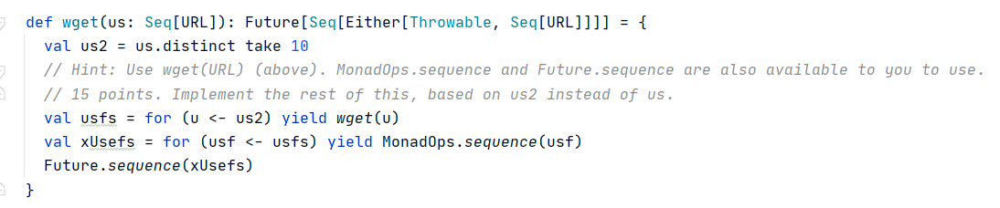 def wget(us: Seq[URL]): Future[Seq[Either[Throwable, Seq[URL]]]] = {
val us2 = us.distinct take 10
// Hint: Use wget(URL) (above). MonadOps.sequence and Future.sequence are also available to you to use.
// 15 points. Implement the rest of this, based on us2 instead of us.
val usfs = for (u <- us2) yield wget(u)
val xUsefs = for (usf <- usfs) yield MonadOps.sequence(usf)
Future.sequence(xUsefs)
}